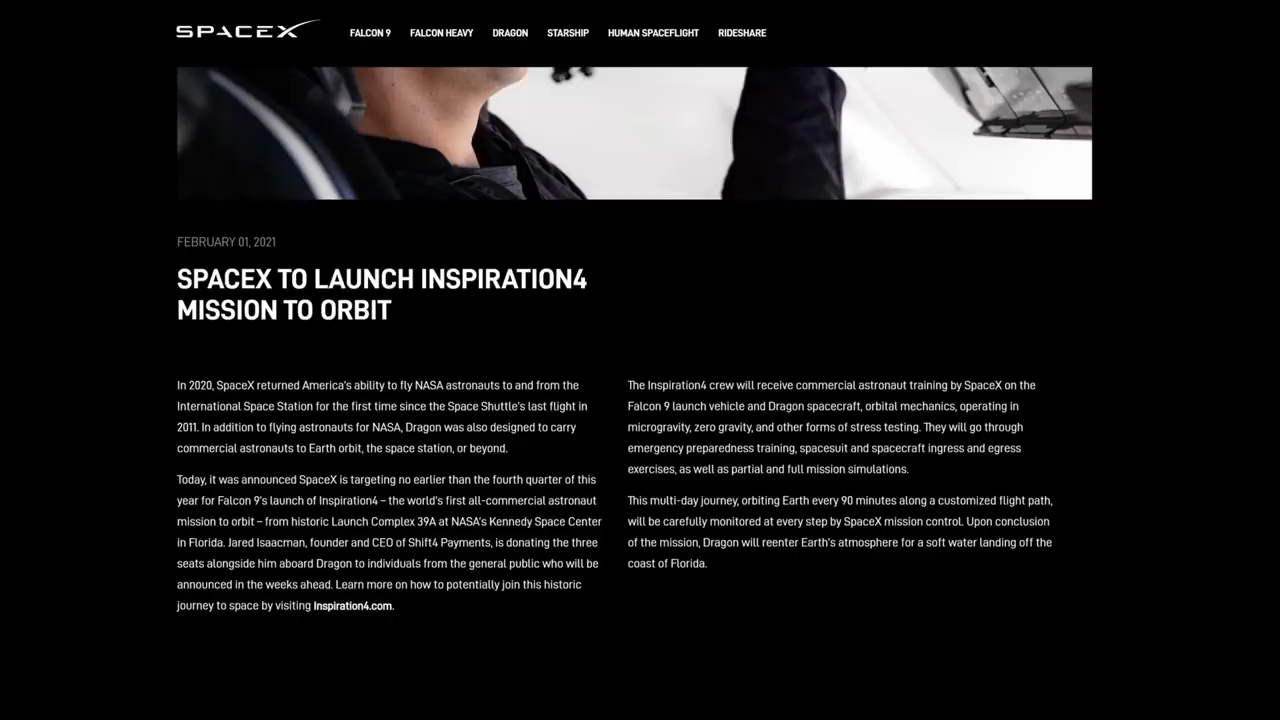 SPACEX
FALCON 9 FALCON HEAVY DRAGON STARSHIP HUMAN SPACEFLIGHT RIDESHARE
FEBRUARY 01, 2021
SPACEX TO LAUNCH INSPIRATION4
MISSION TO ORBIT
In 2020, SpaceX returned America's ability to fly NASA astronauts to and from the
International Space Station for the first time since the Space Shuttle's last flight in
2011. In addition to flying astronauts for NASA, Dragon was also designed to carry
commercial astronauts to Earth orbit, the space station, or beyond.
Today, it was announced SpaceX is targeting no earlier than the fourth quarter of this
year for Falcon 9's launch of Inspiration4 – the world's first all-commercial astronaut
mission to orbit – from historic Launch Complex 39A at NASA's Kennedy Space Center
in Florida. Jared Isaacman, founder and CEO of Shift4 Payments, is donating the three
seats alongside him aboard Dragon to individuals from the general public who will be
announced in the weeks ahead. Learn more on how to potentially join this historic
journey to space by visiting Inspiration4.com.
The Inspiration4 crew will receive commercial astronaut training by SpaceX on the
Falcon 9 launch vehicle and Dragon spacecraft, orbital mechanics, operating in
microgravity, zero gravity, and other forms of stress testing. They will go through
emergency preparedness training, spacesuit and spacecraft ingress and egress
exercises, as well as partial and full mission simulations.
This multi-day journey, orbiting Earth every 90 minutes along a customized flight path,
will be carefully monitored at every step by SpaceX mission control. Upon conclusion
of the mission, Dragon will reenter Earth's atmosphere for a soft water landing off the
coast of Florida.